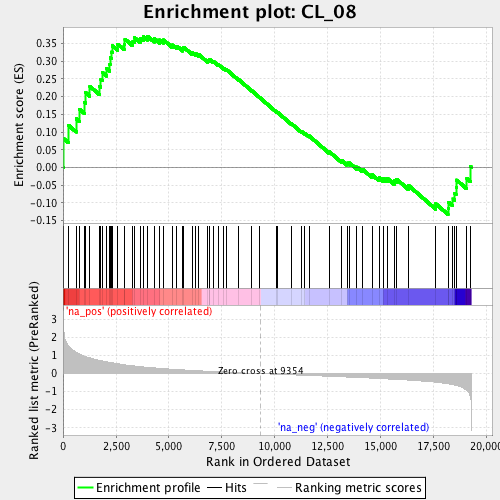 Enrichment plot: CL_08
Enrichment score (ES)
0.35
0.30
0.25
0.20
0.15
0.10
0.05
0.00
-0.05
-0.10
-0.15
'na_pos' (positively correlated)
Ranked list metric (PreRanked)
3
2
1
0
-1
-2
-3
Zero cross at 9354
'na_neg' (negatively correlated)
0
2,500
5,000
7,500
10,000
12,500
15,000
17,500
20,000
Rank in Ordered Dataset
Enrichment profile
Hits
Ranking metric scores